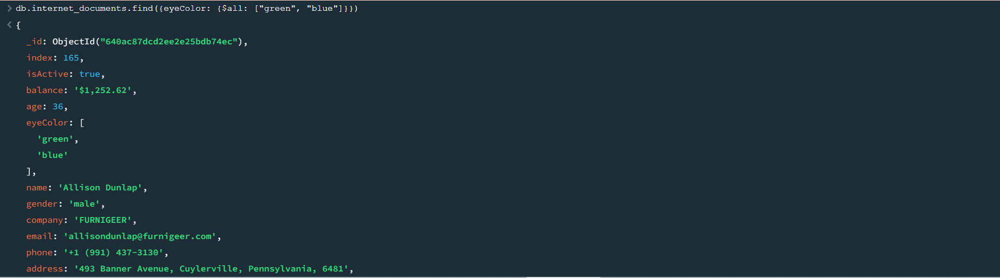 > db.internet_documents.find({eyeColor: {$all: ["green", "blue"]}})
< {
_id: ObjectId("640ac87dcd2ee2e25bdb74ec"),
index: 165,
isActive: true,
balance: '$1,252.62',
age: 36,
eyeColor: [
'green',
'blue'
],
name: 'Allison Dunlap',
gender: 'male',
company: 'FURNIGEER',
email: 'allisondunlap@furnigeer.com',
phone: '+1 (991) 437-3130',
address: '493 Banner Avenue, Cuylerville, Pennsylvania, 6481',